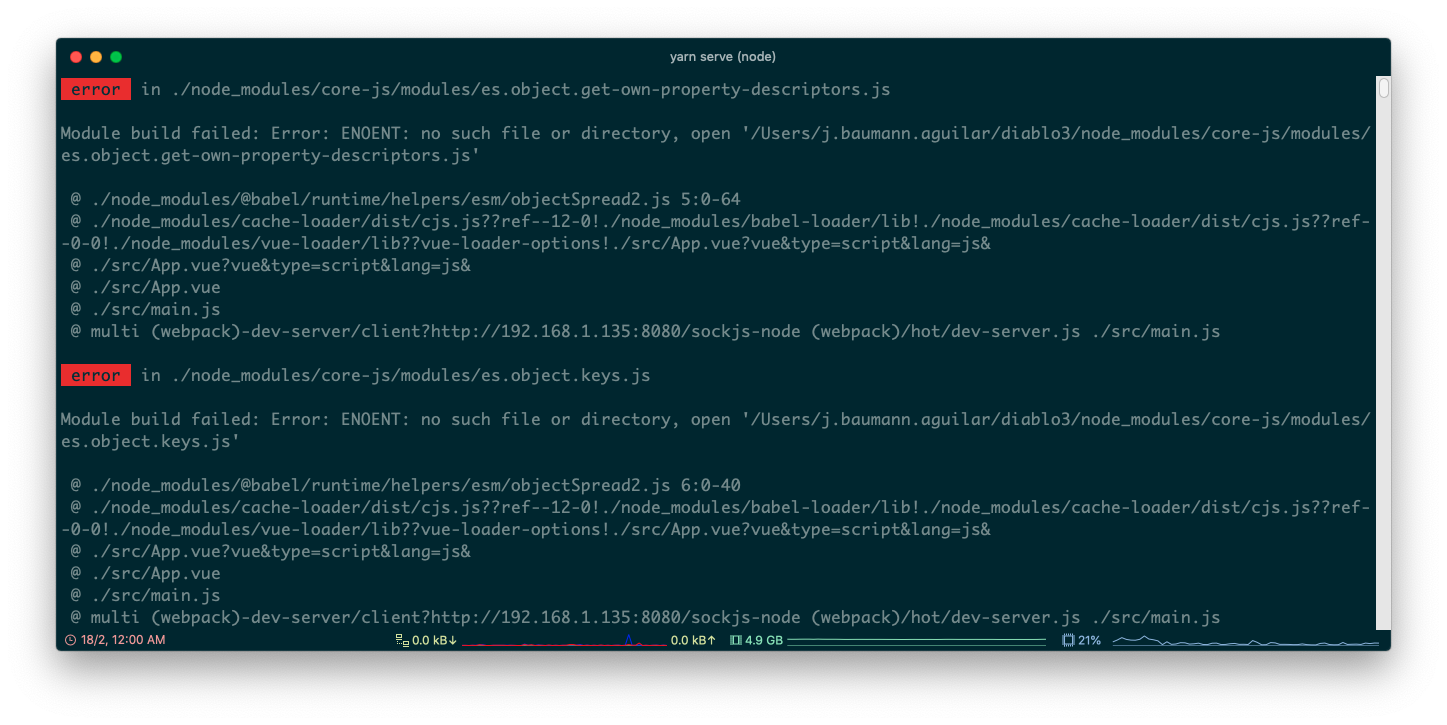 yarn serve (node)
error in ./node_modules/core-js/modules/es.object.get-own-property-descriptors.js
Module build failed: Error: ENOENT: no such file or directory, open '/Users/j.baumann.aguilar/diablo3/node_modules/core-js/modules/
es.object.get-own-property-descriptors.js'
@ ./node_modules/@babel/runtime/helpers/esm/objectSpread2.js 5:0-64
@ ./node_modules/cache-loader/dist/cjs.js??ref--12-0!./node_modules/babel-loader/lib!./node_modules/cache-loader/dist/cjs.js??ref-
-0-0!./node_modules/vue-loader/lib??vue-loader-options!./src/App.vue?vue&type=script&lang=js&
@ ./src/App.vue?vue&type=script&lang=js&
@ ./src/App.vue
@ ./src/main.js
@ multi (webpack)-dev-server/client?http://192.168.1.135:8080/sockjs-node (webpack)/hot/dev-server.js ./src/main.js
error in ./node_modules/core-js/modules/es.object.keys.js
Module build failed: Error: ENOENT: no such file or directory, open '/Users/j.baumann.aguilar/diablo3/node_modules/core-js/modules/
es.object.keys.js'
@ ./node_modules/@babel/runtime/helpers/esm/objectSpread2.js 6:0-40
@ ./node_modules/cache-loader/dist/cjs.js??ref--12-0!./node_modules/babel-loader/lib!./node_modules/cache-loader/dist/cjs.js??ref-
-0-0!./node_modules/vue-loader/lib??vue-loader-options!./src/App.vue?vue&type=script&lang=js&
@ ./src/App.vue?vue&type=script&lang=js&
@ ./src/App.vue
@ ./src/main.js
@ multi (webpack)-dev-server/client?http://192.168.1.135:8080/sockjs-node (webpack)/hot/dev-server.js ./src/main.js
18/2, 12:00 AM 0.0 kB↓ 0.0 kB↑ 4.9 GB 21%